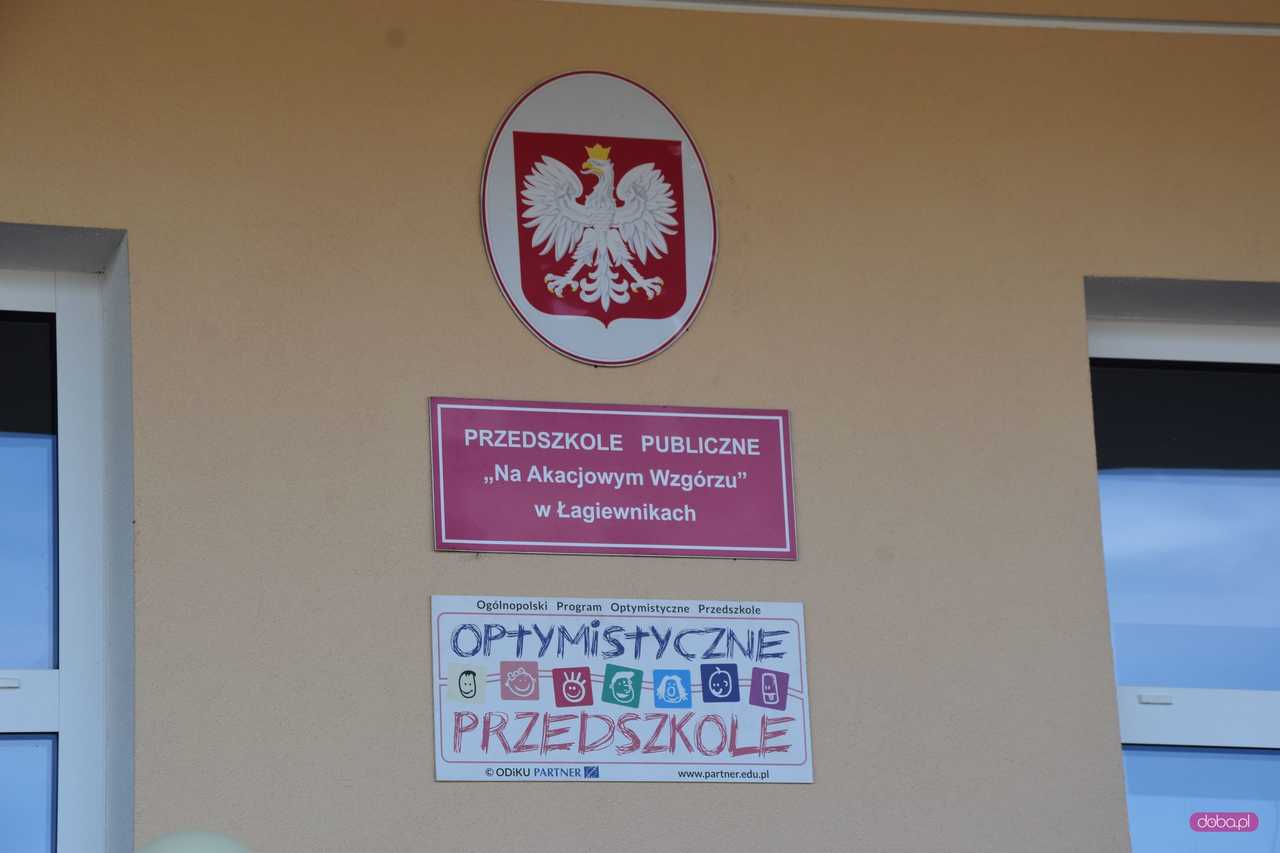 PRZEDSZKOLE PUBLICZNE
„Na Akacjowym Wzgórzu”
w Łagiewnikach
Ogólnopolski Program Optymistyczne Przedszkole
OPTYMiSTYCZNE
PRZEDSZKOLE
© ODiKU PARTNER
www.partner.edu.pl
doba.pl